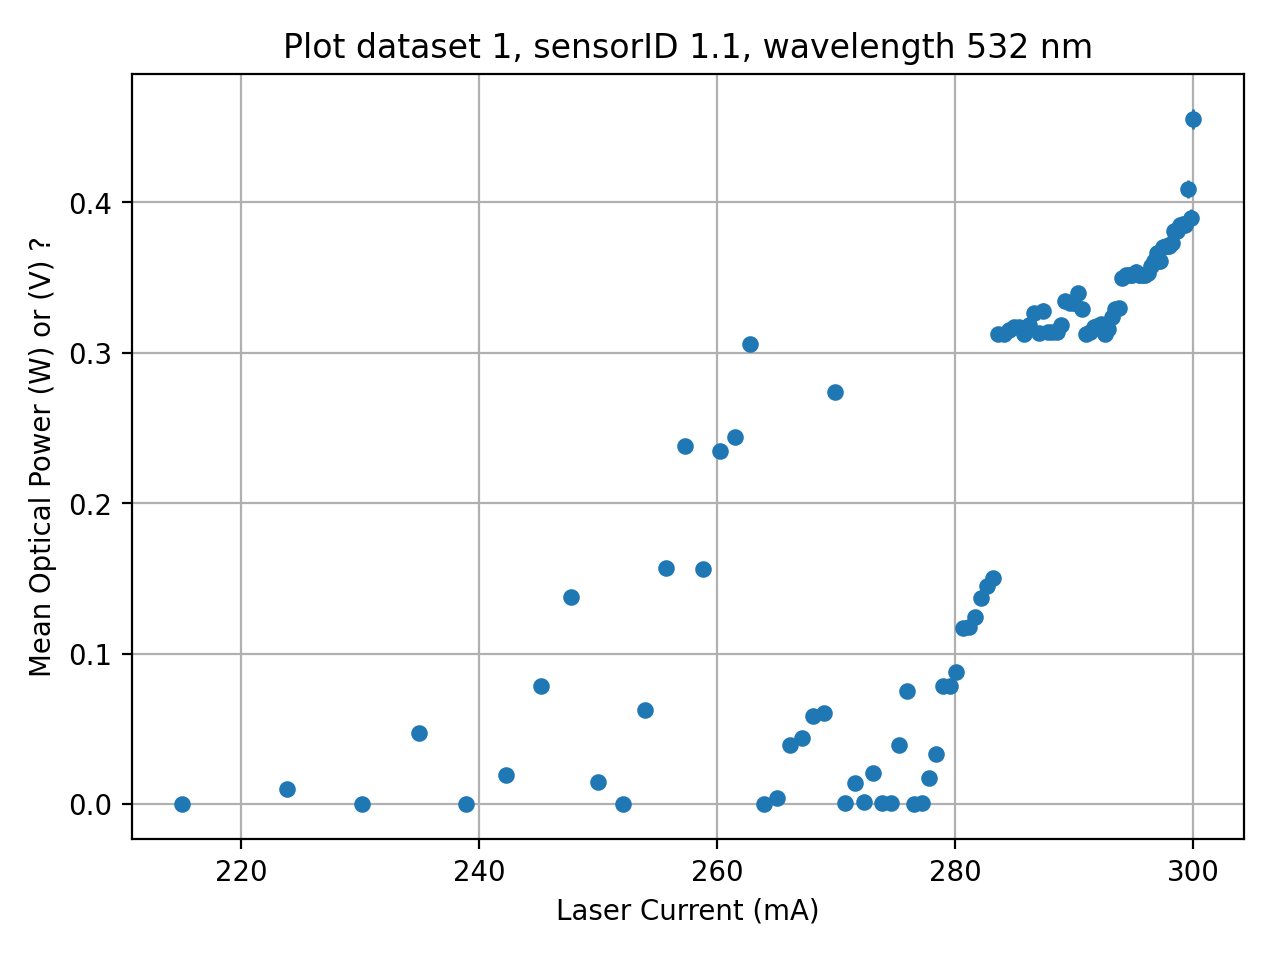 Plot dataset 1, sensorID 1.1, wavelength 532 nm
Mean Optical Power (W) or (V) ?
0.4
0.3
0.2
0.1
0.0
220 240 260 280 300
Laser Current (mA)